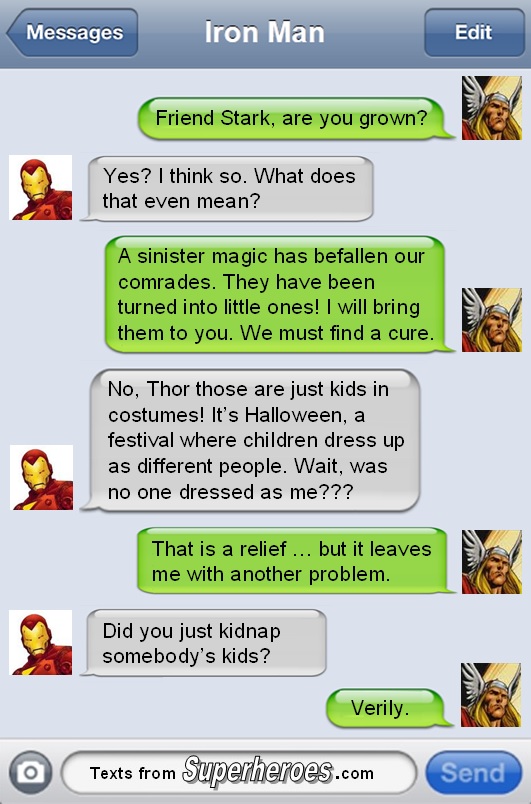 Messages
Iron Man
Edit
Friend Stark, are you grown?
Yes? I think so. What does
that even mean?
A sinister magic has befallen our
comrades. They have been
turned into little ones! I will bring
them to you. We must find a cure.
No, Thor those are just kids in
costumes! It's Halloween, a
festival where children dress up
as different people. Wait, was
no one dressed as me???
That is a relief ... but it leaves
me with another problem.
Did you just kidnap
somebody's kids?
Verily.
Texts from Superheroes.com
Send